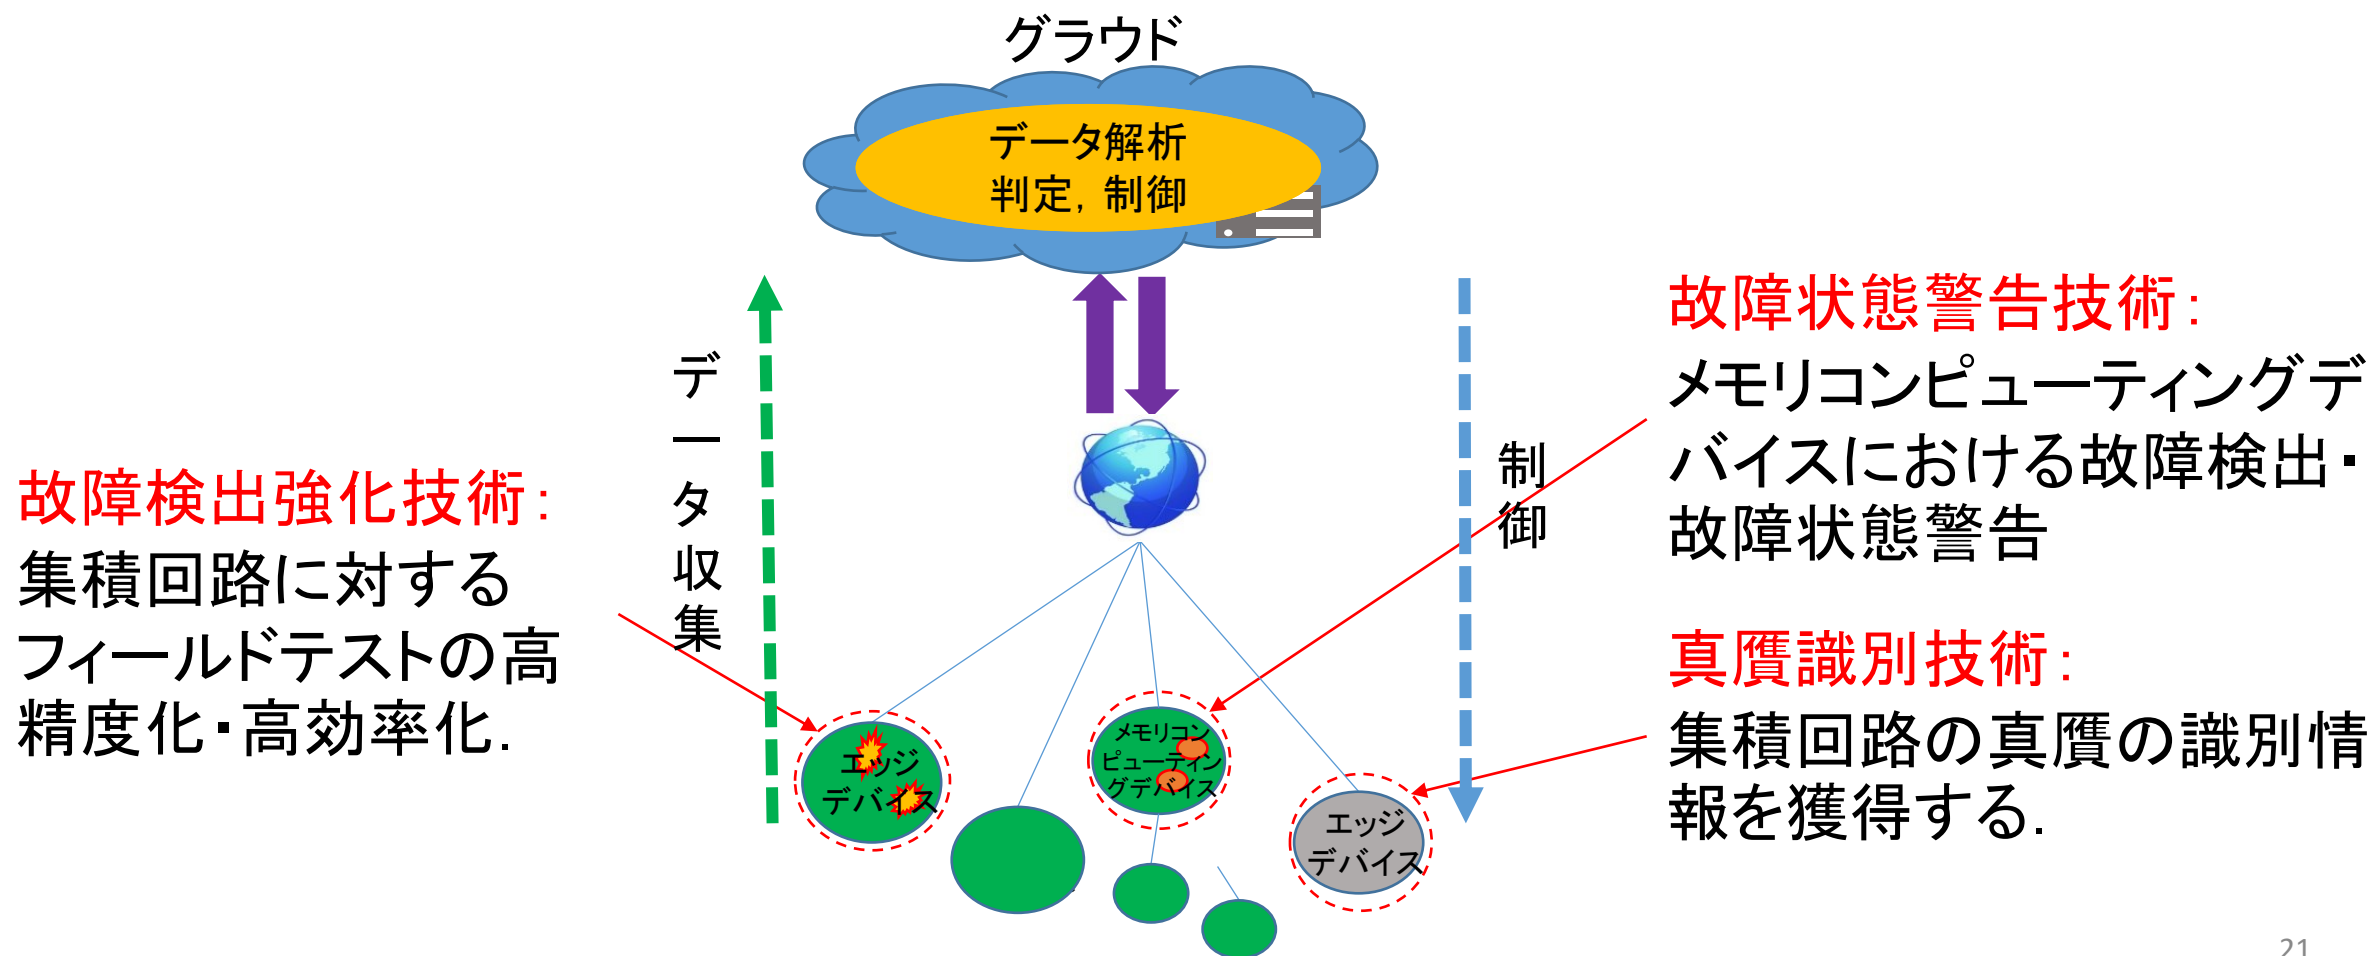 グラウド
データ解析
判定，制御
データ収集
制御
故障検出強化技術：
集積回路に対する
フィールドテストの高
精度化・高効率化．
故障状態警告技術：
メモリコンピューティングデ
バイスにおける故障検出・
故障状態警告
真贋識別技術：
集積回路の真贋の識別情
報を獲得する．
エッジ
デバイス
メモリコン
ピューティン
グデバイス
エッジ
デバイス
21